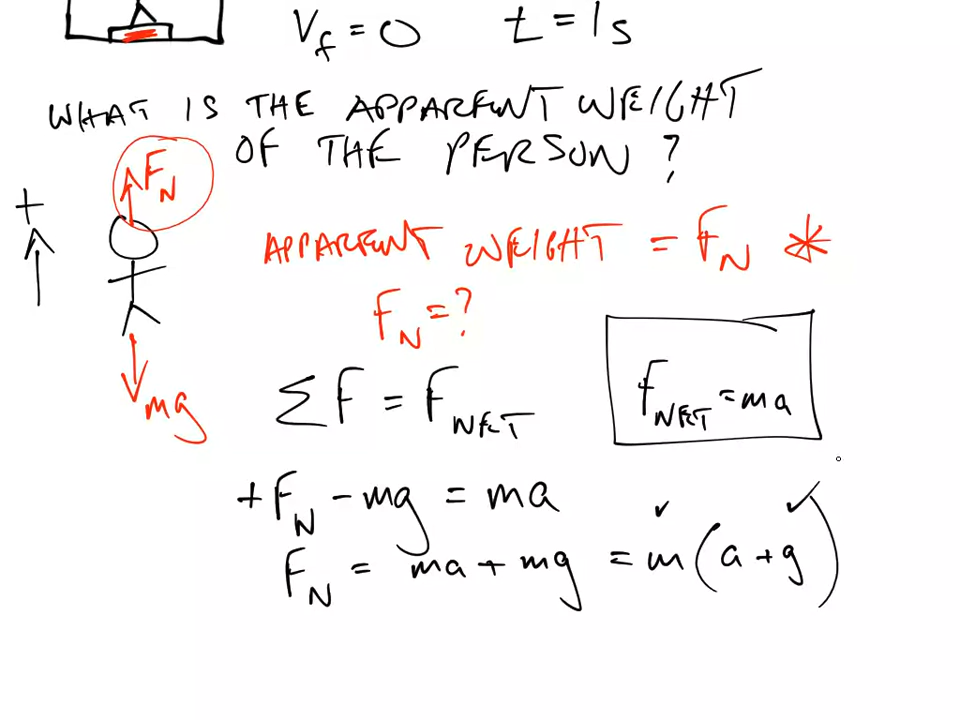 V_f = 0 t = 1s
WHAT IS THE APPARENT WEIGHT
OF THE PERSON ?
F_N
+
APPARENT WEIGHT = F_N *
F_N = ?
mg
ΣF = F_NET
F_NET = ma
+F_N - mg = ma
F_N = ma + mg = m(a + g)